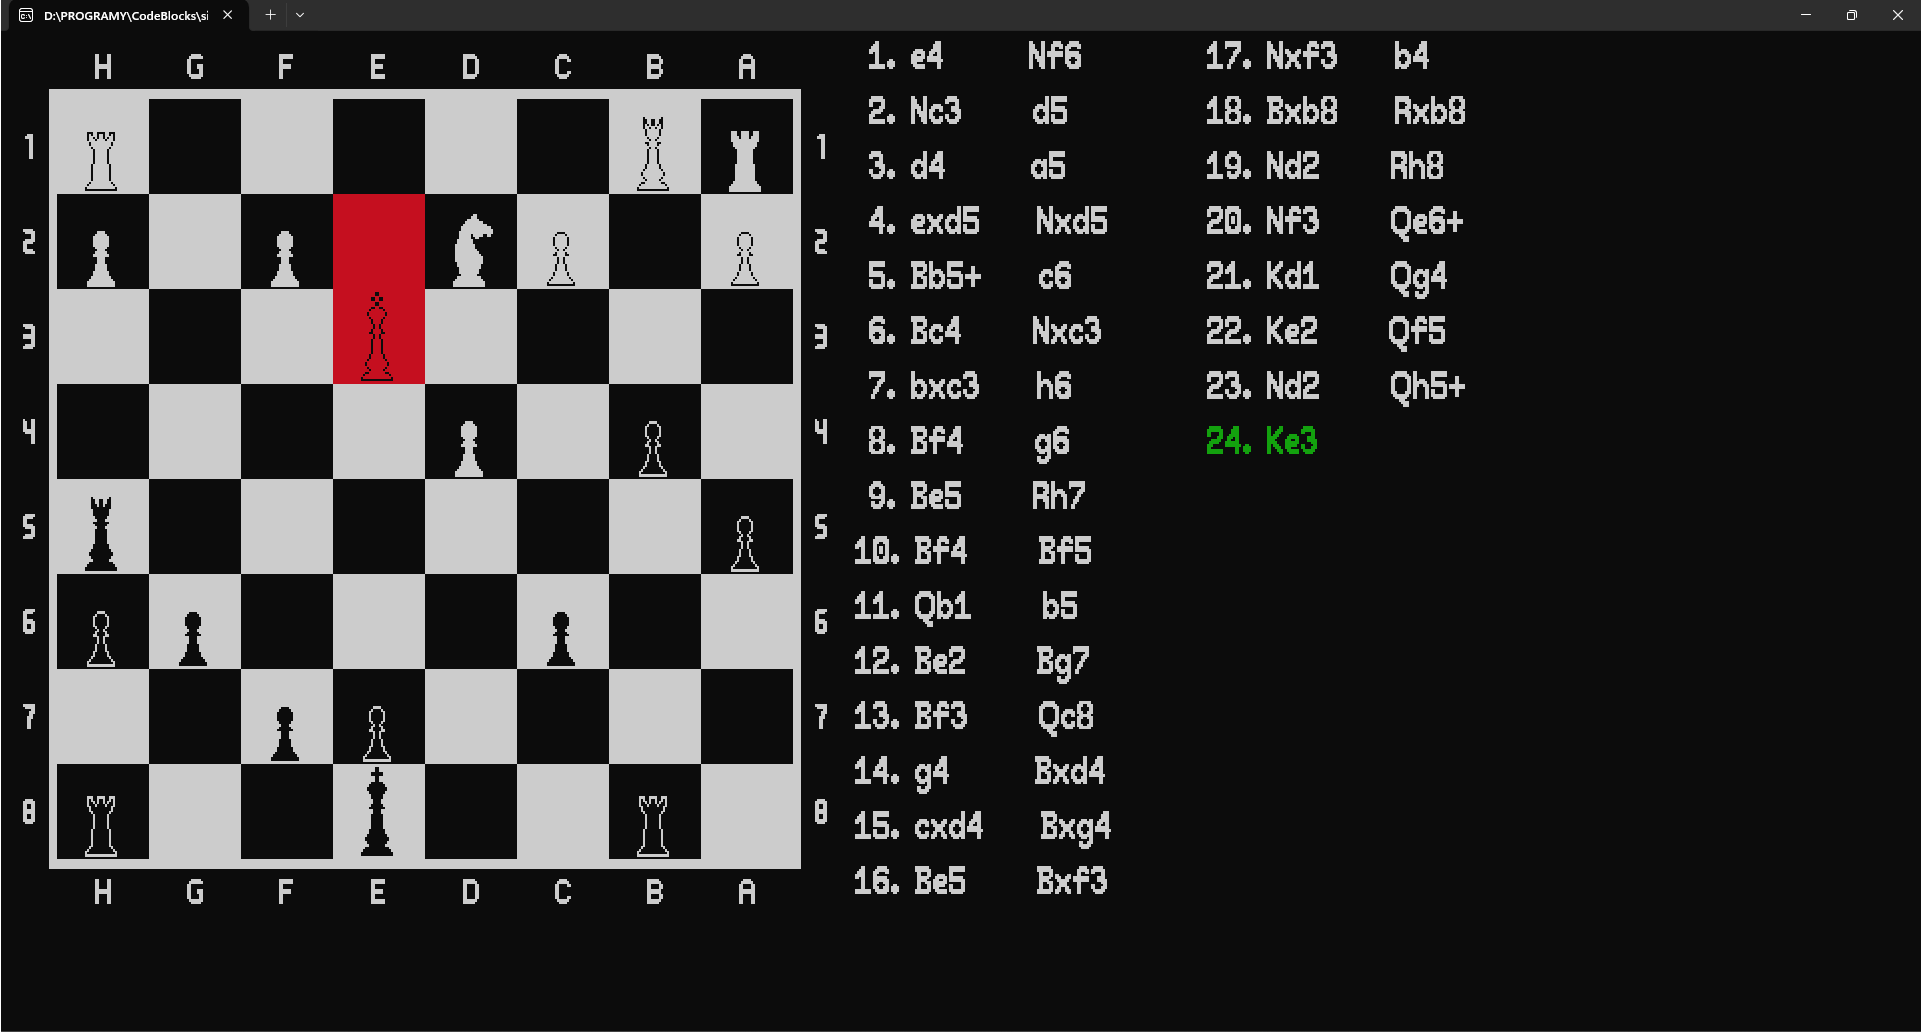 D:\PROGRAMY\CodeBlocks\si
H G F E D C B A
1 1
2 2
3 3
4 4
5 5
6 6
7 7
8 8
H G F E D C B A
1. e4 Nf6
2. Nc3 d5
3. d4 a5
4. exd5 Nxd5
5. Bb5+ c6
6. Bc4 Nxc3
7. bxc3 h6
8. Bf4 g6
9. Be5 Rh7
10. Bf4 Bf5
11. Qb1 b5
12. Be2 Bg7
13. Bf3 Qc8
14. g4 Bxd4
15. cxd4 Bxg4
16. Be5 Bxf3
17. Nxf3 b4
18. Bxb8 Rxb8
19. Nd2 Rh8
20. Nf3 Qe6+
21. Kd1 Qg4
22. Ke2 Qf5
23. Nd2 Qh5+
24. Ke3